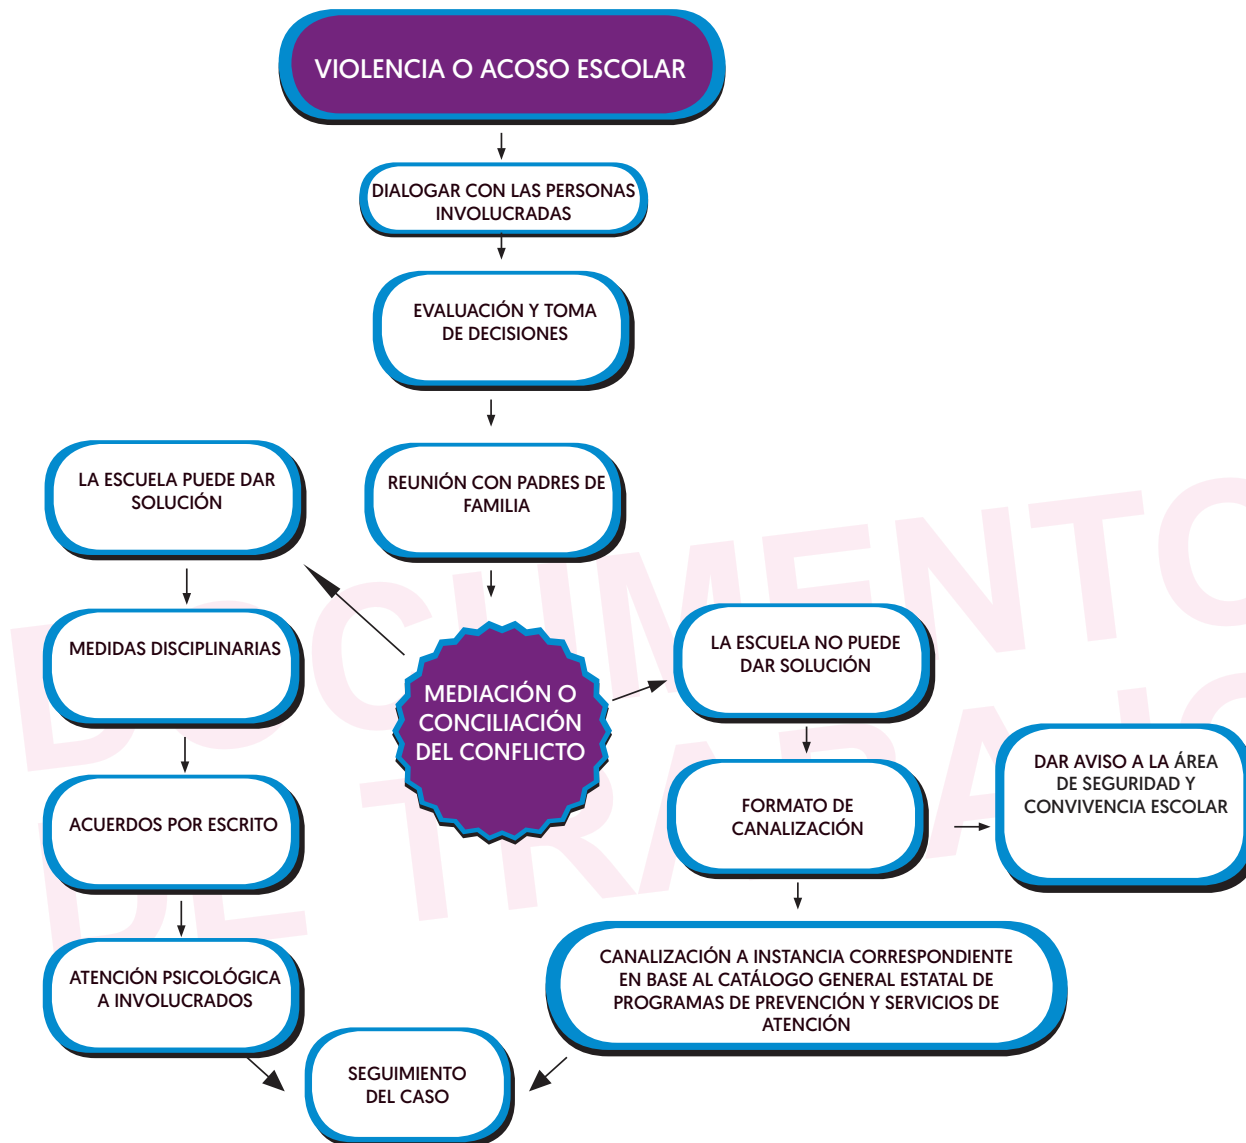 VIOLENCIA O ACOSO ESCOLAR
DIALOGAR CON LAS PERSONAS
INVOLUCRADAS
EVALUACIÓN Y TOMA
DE DECISIONES
REUNIÓN CON PADRES DE
FAMILIA
LA ESCUELA PUEDE DAR
SOLUCIÓN
MEDIDAS DISCIPLINARIAS
ACUERDOS POR ESCRITO
ATENCIÓN PSICOLÓGICA
A INVOLUCRADOS
MEDIACIÓN O
CONCILIACIÓN
DEL CONFLICTO
LA ESCUELA NO PUEDE
DAR SOLUCIÓN
FORMATO DE
CANALIZACIÓN
DAR AVISO A LA ÁREA
DE SEGURIDAD Y
CONVIVENCIA ESCOLAR
CANALIZACIÓN A INSTANCIA CORRESPONDIENTE
EN BASE AL CATÁLOGO GENERAL ESTATAL DE
PROGRAMAS DE PREVENCIÓN Y SERVICIOS DE
ATENCIÓN
SEGUIMIENTO
DEL CASO
DOCUMENTO
DE TRABAJO